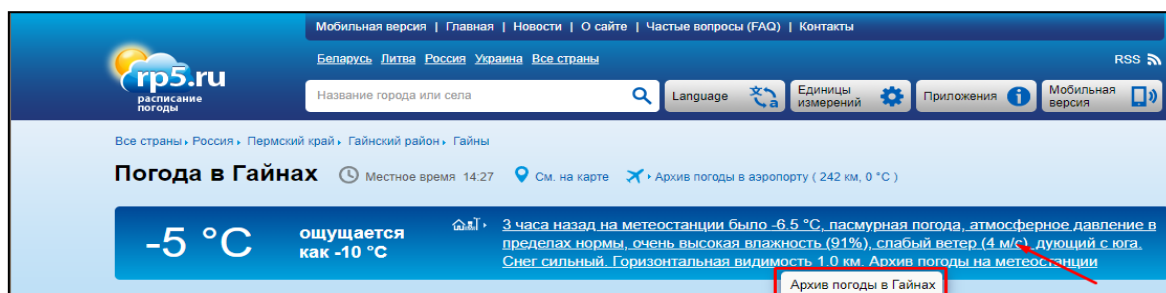 Мобильная версия | Главная | Новости | О сайте | Частые вопросы (FAQ) | Контакты
Беларусь Литва Россия Украина Все страны
RSS
rp5.ru
расписание
погоды
Название города или села
Language
Единицы
измерений
Приложения
Мобильная
версия
Все страны › Россия › Пермский край › Гайнский район › Гайны
Погода в Гайнах Местное время 14:27 См. на карте › Архив погоды в аэропорту ( 242 км, 0 °C )
-5 °C
ощущается
как -10 °C
3 часа назад на метеостанции было -6.5 °C, пасмурная погода, атмосферное давление в
пределах нормы, очень высокая влажность (91%), слабый ветер (4 м/с), дующий с юга.
Снег сильный. Горизонтальная видимость 1.0 км. Архив погоды на метеостанции
Архив погоды в Гайнах